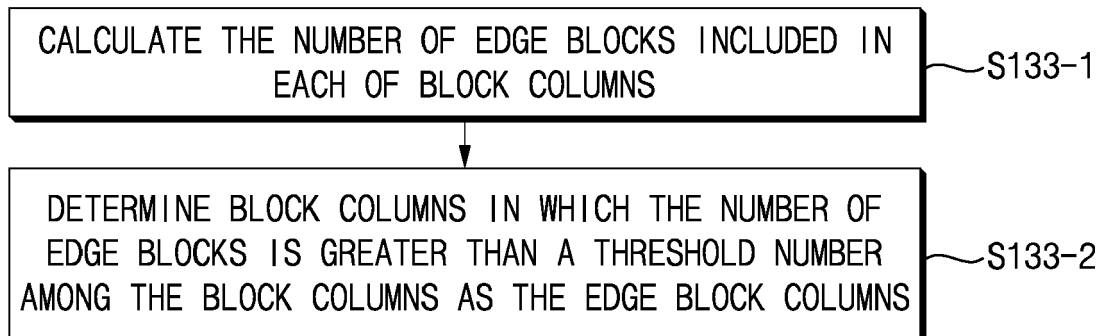 CALCULATE THE NUMBER OF EDGE BLOCKS INCLUDED IN
EACH OF BLOCK COLUMNS
S133-1
DETERMINE BLOCK COLUMNS IN WHICH THE NUMBER OF
EDGE BLOCKS IS GREATER THAN A THRESHOLD NUMBER
AMONG THE BLOCK COLUMNS AS THE EDGE BLOCK COLUMNS
S133-2